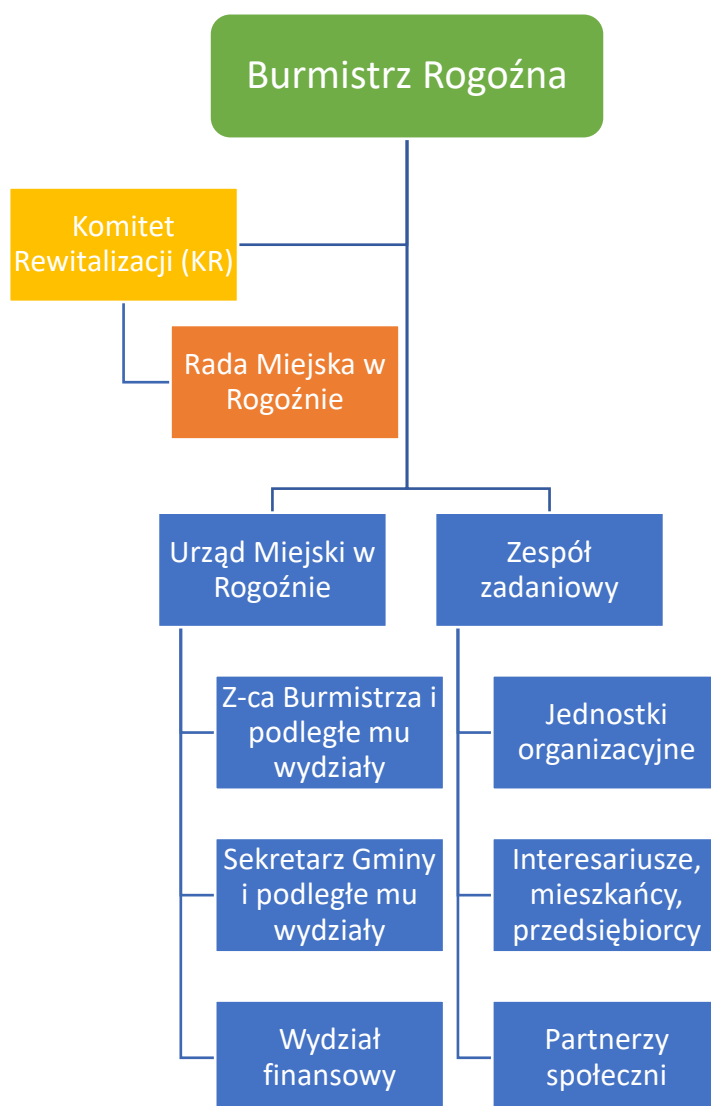 Burmistrz Rogoźna
Komitet
Rewitalizacji (KR)
Rada Miejska w
Rogoźnie
Urząd Miejski w
Rogoźnie
Z-ca Burmistrza i
podległe mu
wydziały
Sekretarz Gminy
i podległe mu
wydziały
Wydział
finansowy
Zespół
zadaniowy
Jednostki
organizacyjne
Interesariusze,
mieszkańcy,
przedsiębiorcy
Partnerzy
społeczni